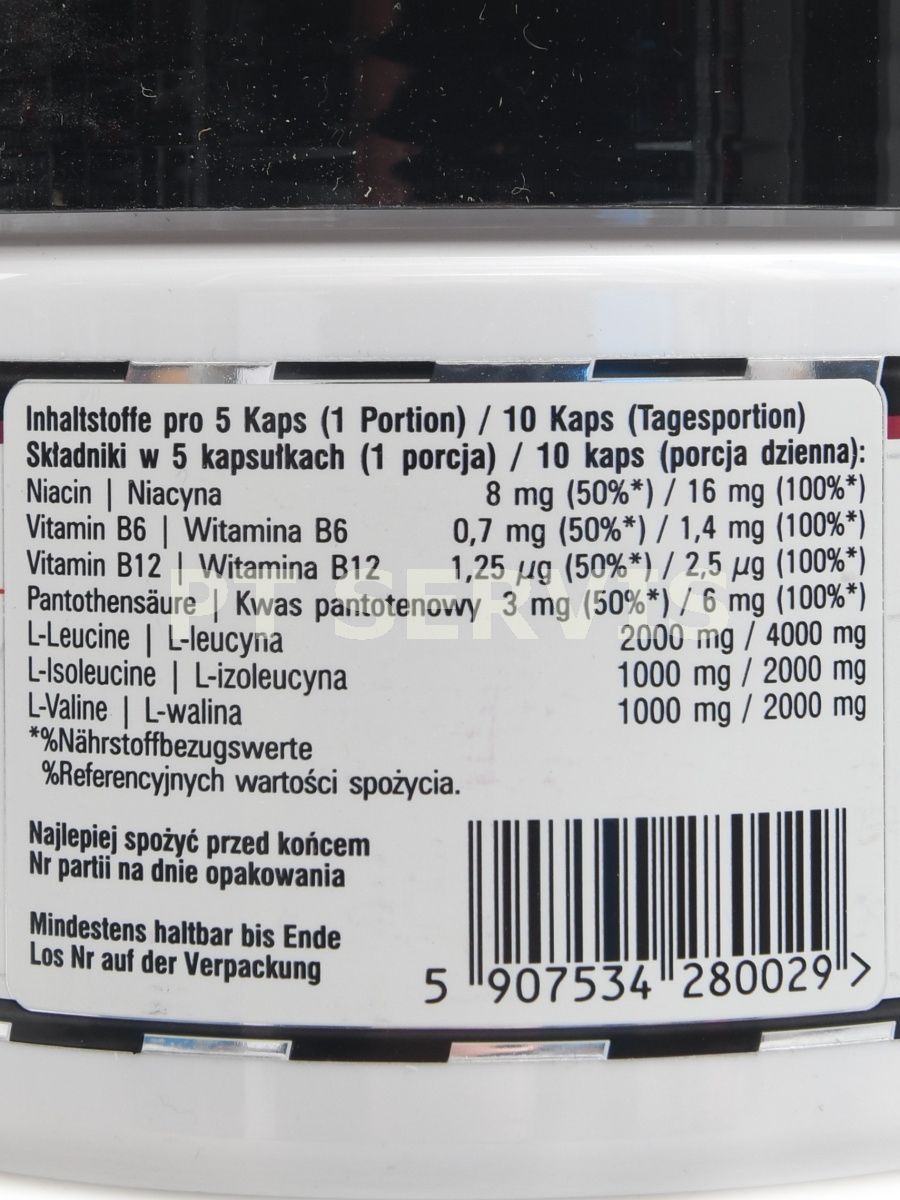 Inhaltstoffe pro 5 Kaps (1 Portion) / 10 Kaps (Tagesportion)
Składniki w 5 kapsułkach (1 porcja) / 10 kaps (porcja dzienna):
Niacin | Niacyna 8 mg (50%*) / 16 mg (100%*)
Vitamin B6 | Witamina B6 0,7 mg (50%*) / 1,4 mg (100%*)
Vitamin B12 | Witamina B12 1,25 µg (50%*) / 2,5 µg (100%*)
PT SERVIS
Pantothensäure | Kwas pantotenowy 3 mg (50%*) / 6 mg (100%*)
L-Leucine | L-leucyna 2000 mg / 4000 mg
L-Isoleucine | L-izoleucyna 1000 mg / 2000 mg
L-Valine | L-walina 1000 mg / 2000 mg
*%Nährstoffbezugswerte
%Referencyjnych wartości spożycia.
Najlepiej spożyć przed końcem
Nr partii na dnie opakowania
Mindestens haltbar bis Ende
Los Nr auf der Verpackung
5 907534 280029 >